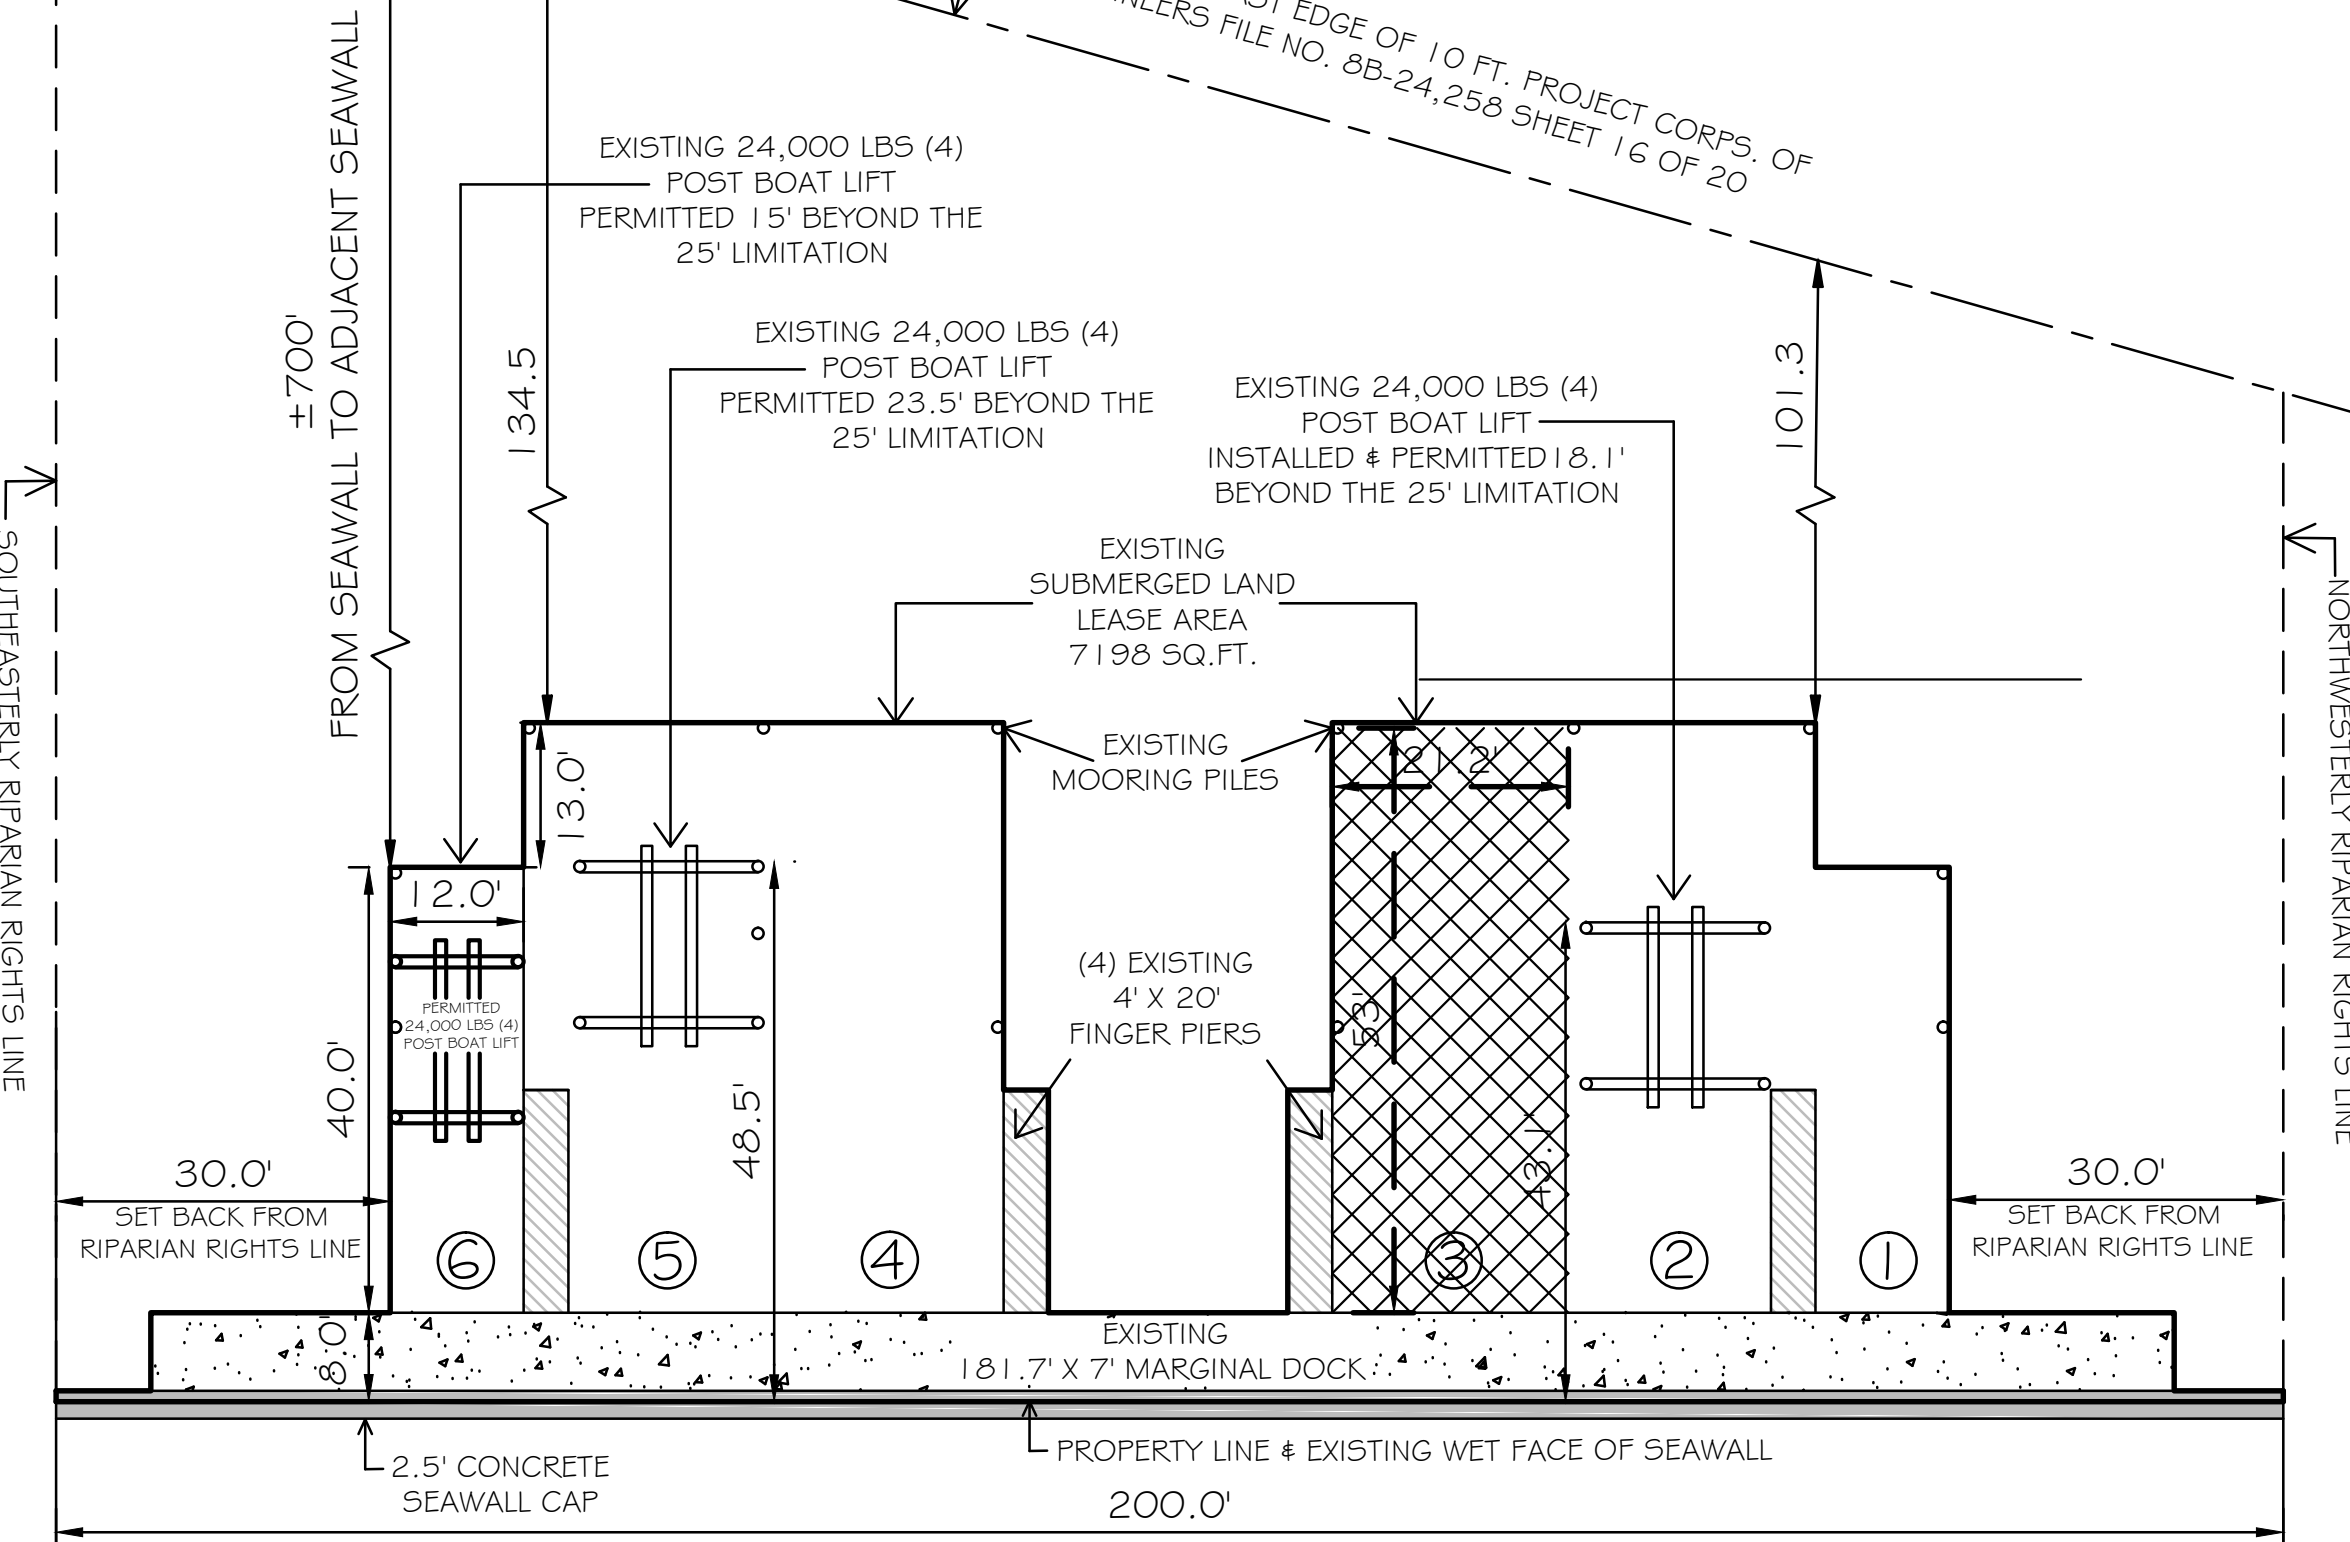 EDGE OF 10 FT. PROJECT CORPS. OF
FILE NO. 8B-24,258 SHEET 16 OF 20
±700'
FROM SEAWALL TO ADJACENT SEAWALL
134.5
EXISTING 24,000 LBS (4)
POST BOAT LIFT
PERMITTED 15' BEYOND THE
25' LIMITATION
EXISTING 24,000 LBS (4)
POST BOAT LIFT
PERMITTED 23.5' BEYOND THE
25' LIMITATION
EXISTING 24,000 LBS (4)
POST BOAT LIFT
INSTALLED & PERMITTED 18.1'
BEYOND THE 25' LIMITATION
101.3
SOUTHEASTERLY RIPARIAN RIGHTS LINE
NORTHWESTERLY RIPARIAN RIGHTS LINE
EXISTING
SUBMERGED LAND
LEASE AREA
7198 SQ.FT.
EXISTING
MOORING PILES
13.0'
21.2'
12.0'
PERMITTED
24,000 LBS (4)
POST BOAT LIFT
(4) EXISTING
4' X 20'
FINGER PIERS
53'
40.0'
48.5'
43.1'
30.0'
SET BACK FROM
RIPARIAN RIGHTS LINE
30.0'
SET BACK FROM
RIPARIAN RIGHTS LINE
6
5
4
3
2
1
8.0'
EXISTING
181.7' X 7' MARGINAL DOCK
PROPERTY LINE & EXISTING WET FACE OF SEAWALL
2.5' CONCRETE
SEAWALL CAP
200.0'